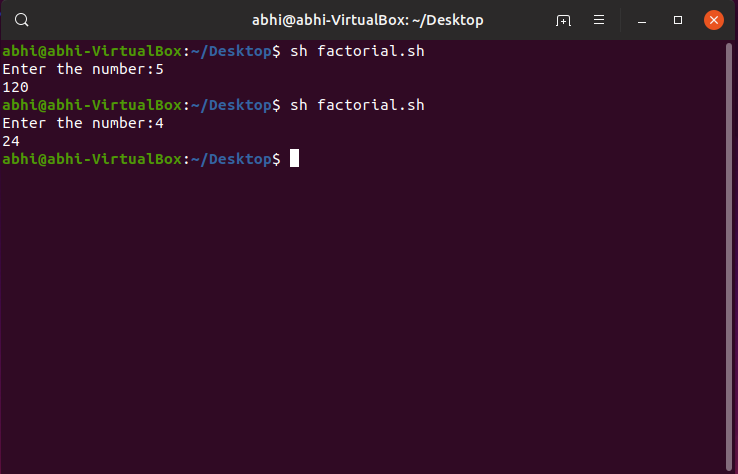 abhi@abhi-VirtualBox: ~/Desktop
abhi@abhi-VirtualBox:~/Desktop$ sh factorial.sh
Enter the number:5
120
abhi@abhi-VirtualBox:~/Desktop$ sh factorial.sh
Enter the number:4
24
abhi@abhi-VirtualBox:~/Desktop$